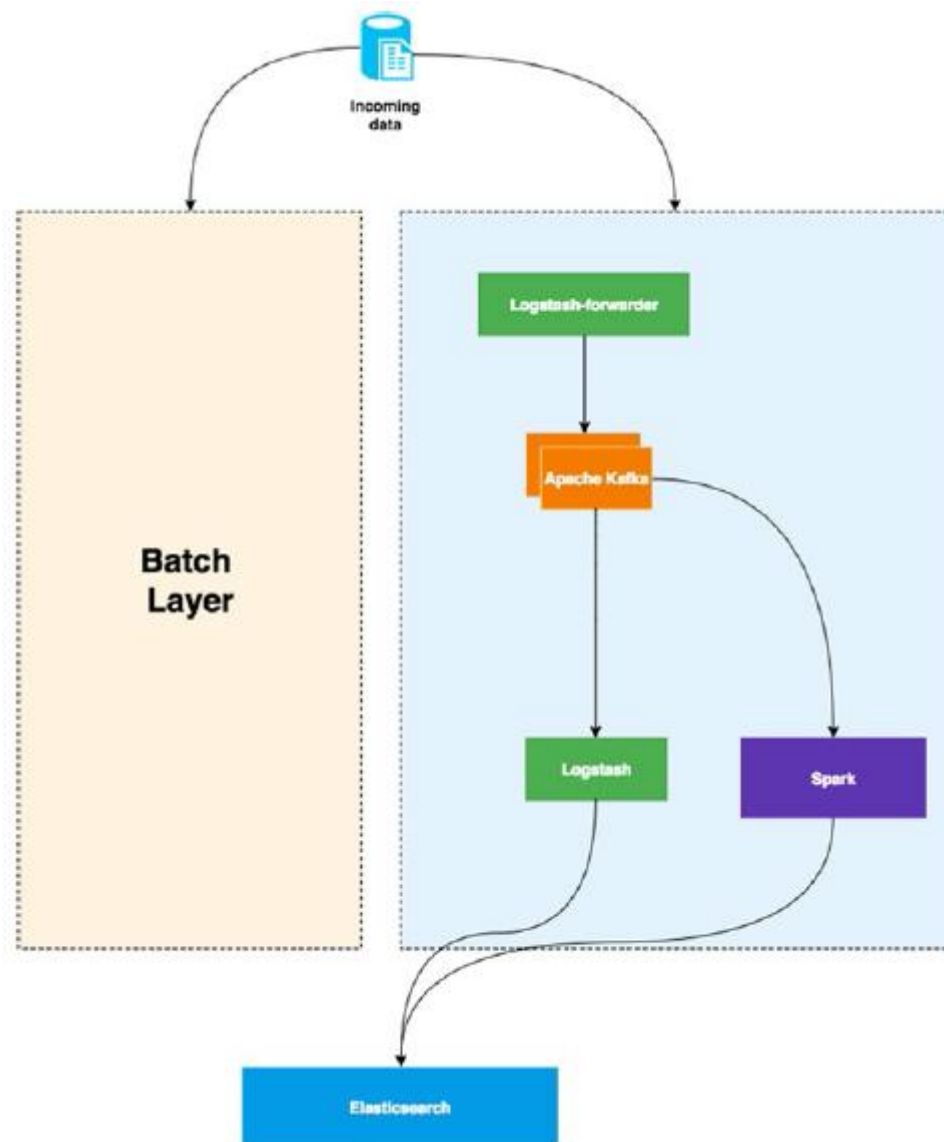 Incoming
data
Logstash-forwarder
Apache Kafka
Batch
Layer
Logstash
Spark
Elasticsearch